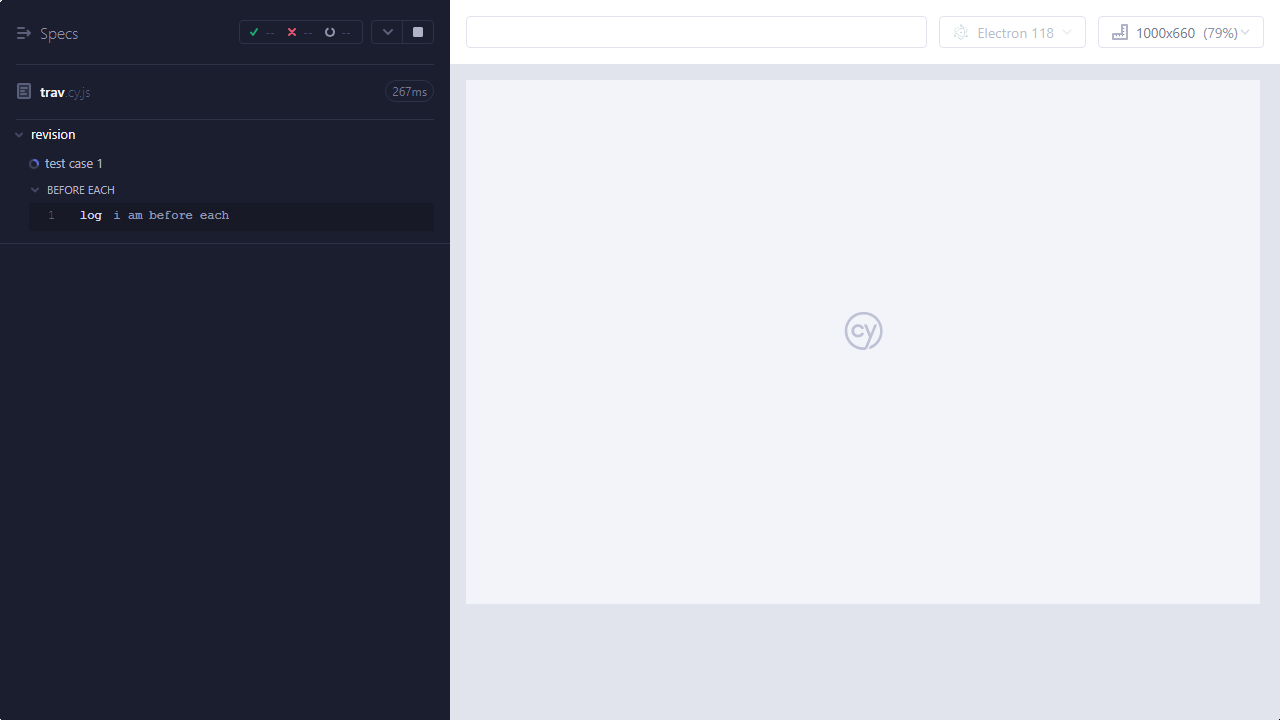 Specs
-- -- --
trav.cy.js
267ms
revision
test case 1
BEFORE EACH
1 log i am before each
Electron 118
1000x660 (79%)
cy